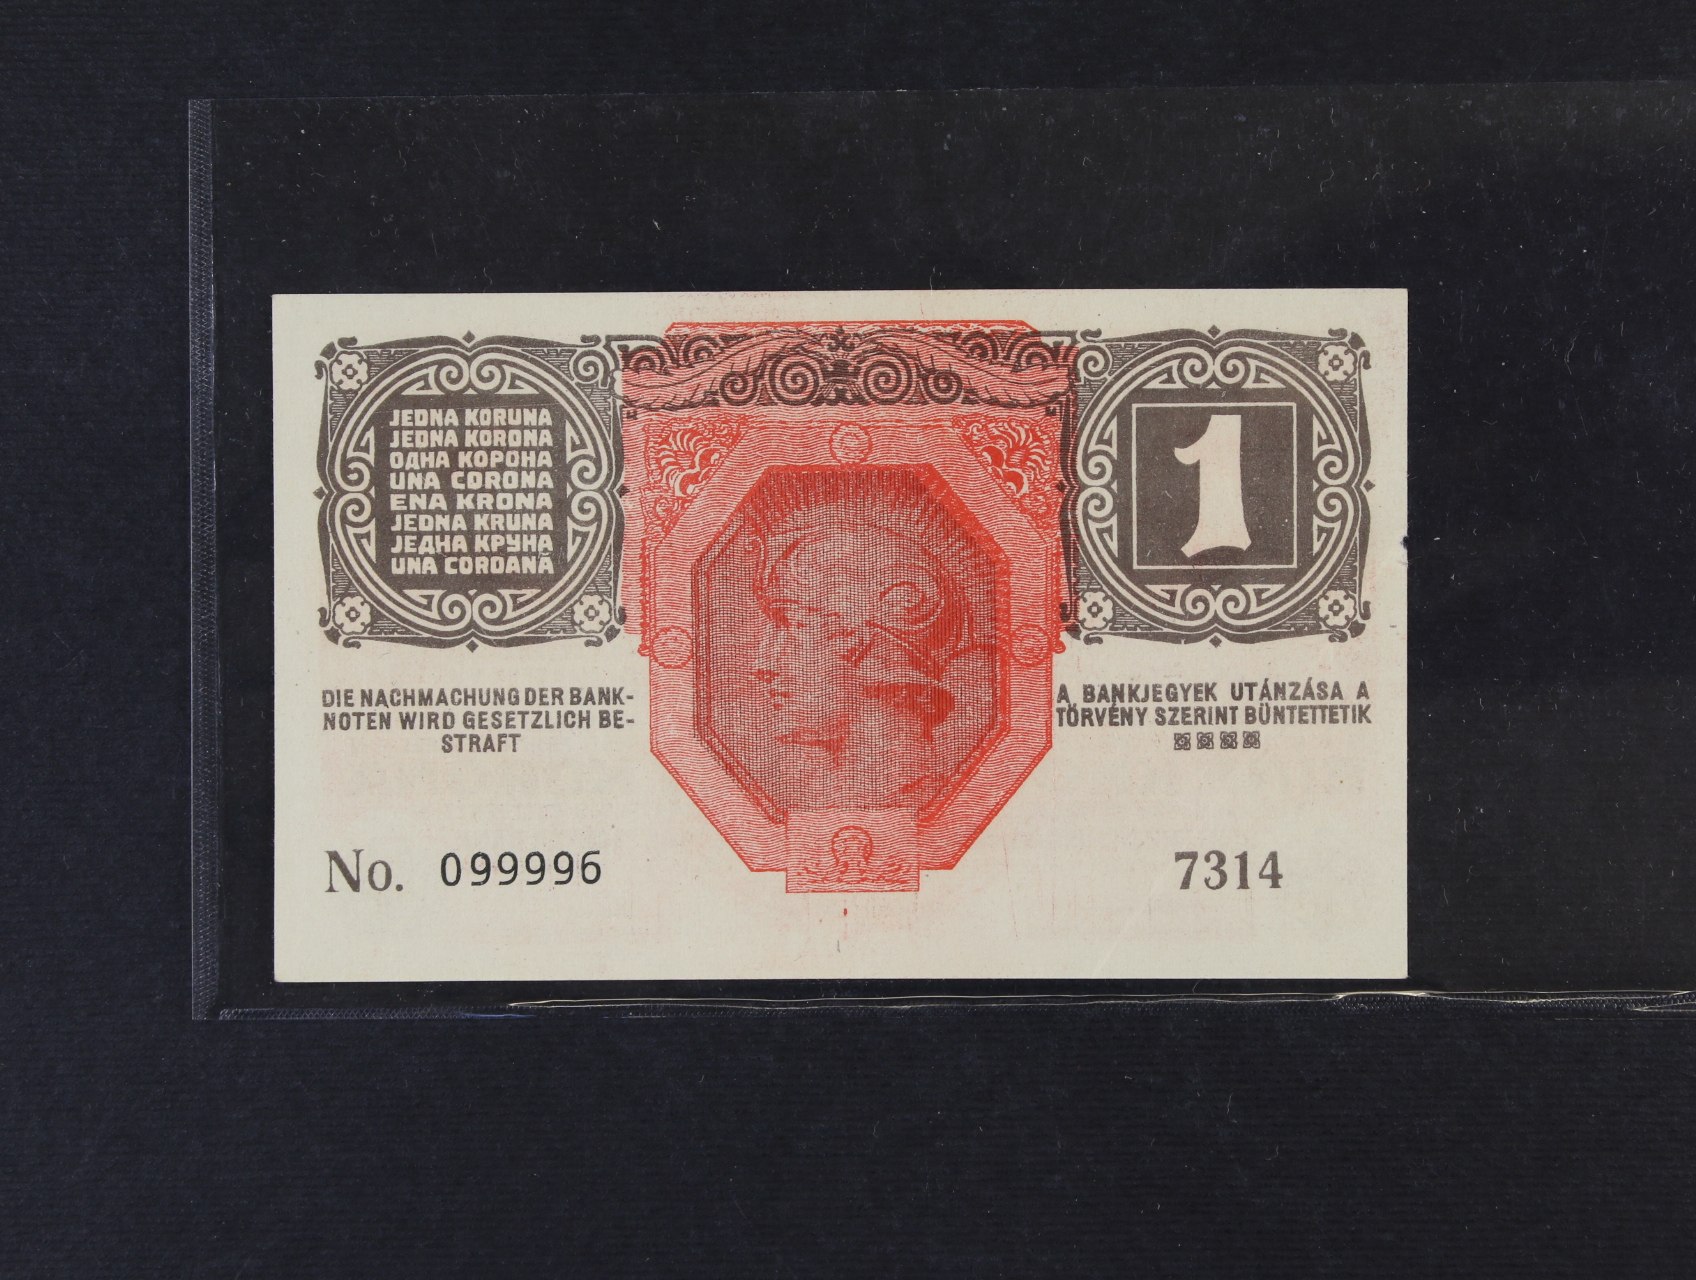 JEDNA KORUNA
JEDNA KORONA
ОДНА КОРОНА
UNA CORONA
ENA KRONA
JEDNA KRUNA
ЈЕДНА КРУНА
UNA COROANĂ
1
DIE NACHMACHUNG DER BANK-
NOTEN WIRD GESETZLICH BE-
STRAFT
A BANKJEGYEK UTÁNZÁSA A
TÖRVÉNY SZERINT BÜNTETTETIK
No. 099996
7314